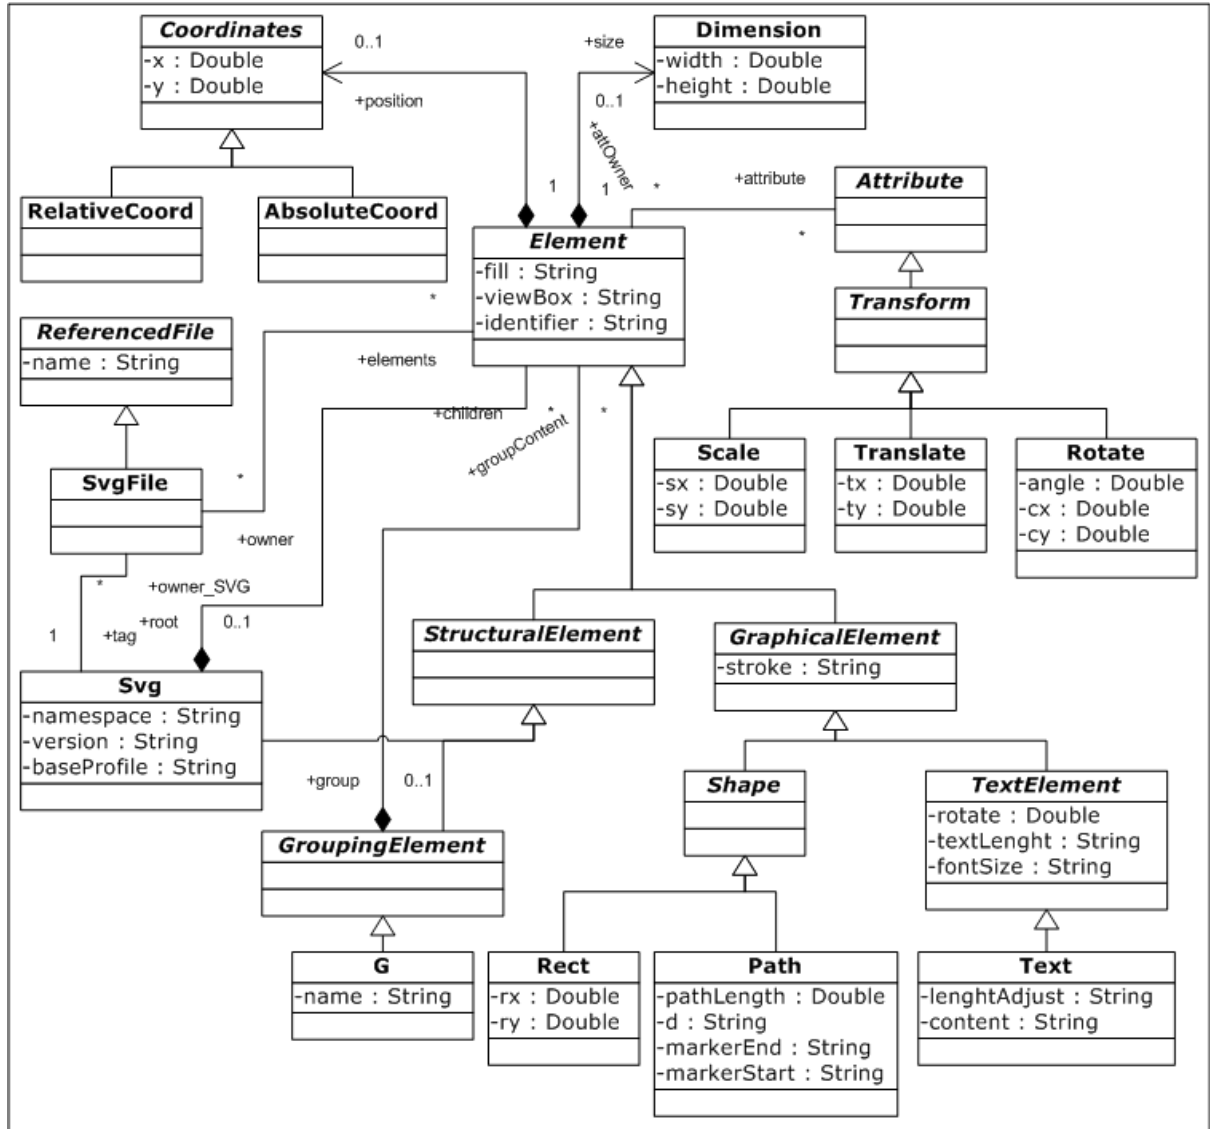 Coordinates
-x : Double
-y : Double
0..1
+position
+size
0..1
Dimension
-width : Double
-height : Double
+attOwner
1
1
*
+attribute
*
Attribute
RelativeCoord
AbsoluteCoord
Element
-fill : String
-viewBox : String
-identifier : String
Transform
ReferencedFile
-name : String
*
+elements
+children
*
*
+groupContent
Scale
-sx : Double
-sy : Double
Translate
-tx : Double
-ty : Double
Rotate
-angle : Double
-cx : Double
-cy : Double
SvgFile
*
+owner
*
+owner_SVG
+root
0..1
1
+tag
Svg
-namespace : String
-version : String
-baseProfile : String
StructuralElement
GraphicalElement
-stroke : String
+group
0..1
GroupingElement
Shape
TextElement
-rotate : Double
-textLenght : String
-fontSize : String
G
-name : String
Rect
-rx : Double
-ry : Double
Path
-pathLength : Double
-d : String
-markerEnd : String
-markerStart : String
Text
-lenghtAdjust : String
-content : String